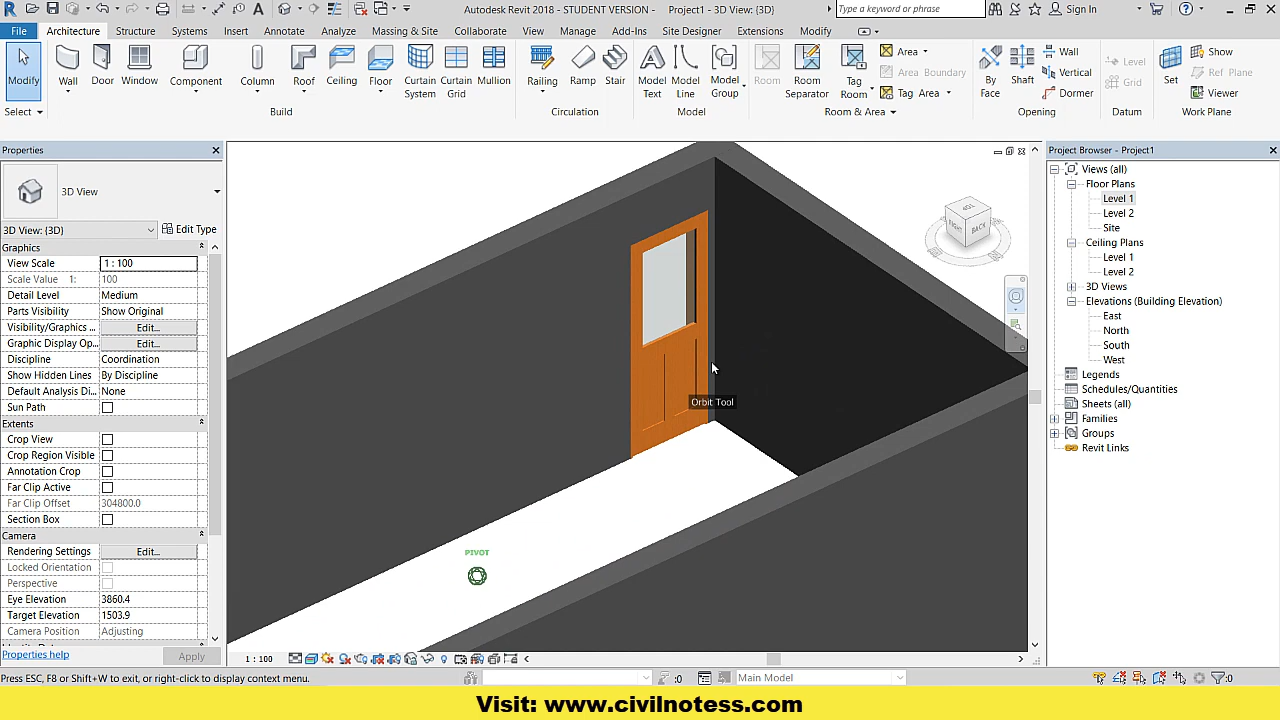 Autodesk Revit 2018 - STUDENT VERSION - Project1 - 3D View: {3D}
Type a keyword or phrase
Sign In
File Architecture Structure Systems Insert Annotate Analyze Massing & Site Collaborate View Manage Add-Ins Site Designer Extensions Modify
Modify Wall Door Window Component Column Roof Ceiling Floor Curtain System Curtain Grid Mullion Railing Ramp Stair Model Text Model Line Model Group Room Room Separator Tag Room Area Area Boundary Tag Area By Face Shaft Wall Vertical Dormer Level Grid Set Show Ref Plane Viewer
Select Build Circulation Model Room & Area Opening Datum Work Plane
Properties
3D View
3D View: {3D} Edit Type
Graphics
View Scale 1 : 100
Scale Value 1: 100
Detail Level Medium
Parts Visibility Show Original
Visibility/Graphics ... Edit...
Graphic Display Op... Edit...
Discipline Coordination
Show Hidden Lines By Discipline
Default Analysis Di... None
Sun Path
Extents
Crop View
Crop Region Visible
Annotation Crop
Far Clip Active
Far Clip Offset 304800.0
Section Box
Camera
Rendering Settings Edit...
Locked Orientation
Perspective
Eye Elevation 3860.4
Target Elevation 1503.9
Camera Position Adjusting
Properties help Apply
RIGHT BACK
Orbit Tool
PIVOT
1 : 100
Project Browser - Project1
Views (all)
Floor Plans
Level 1
Level 2
Site
Ceiling Plans
Level 1
Level 2
3D Views
Elevations (Building Elevation)
East
North
South
West
Legends
Schedules/Quantities
Sheets (all)
Families
Groups
Revit Links
Press ESC, F8 or Shift+W to exit, or right-click to display context menu.
:0
Main Model
:0
Visit: www.civilnotess.com